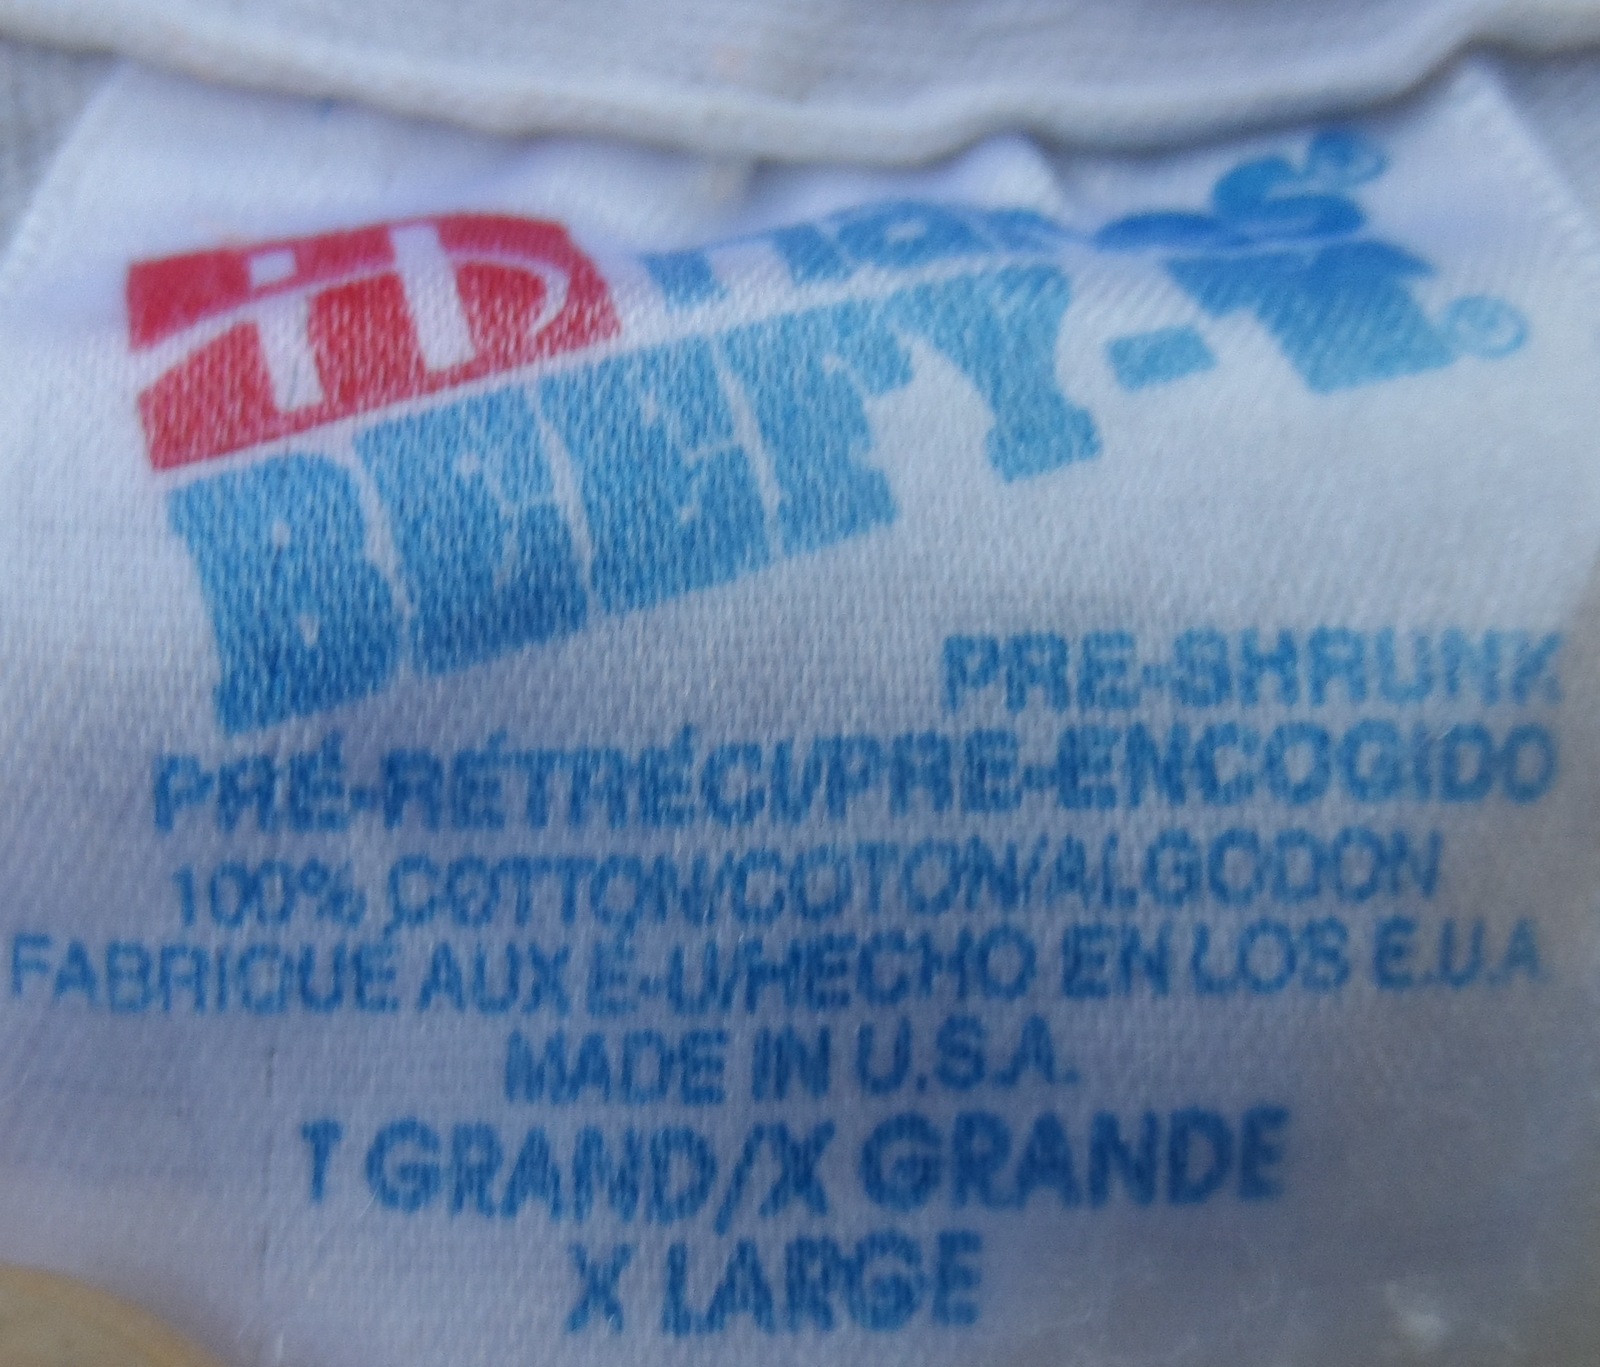 BEEFY-T®
PRE-SHRUNK
PRÉ-RÉTRÉCI/PRE-ENCOGIDO
100% COTTON/COTON/ALGODON
FABRIQUÉ AUX É-U/HECHO EN LOS E.U.A
MADE IN U.S.A.
T GRAND/X GRANDE
X LARGE